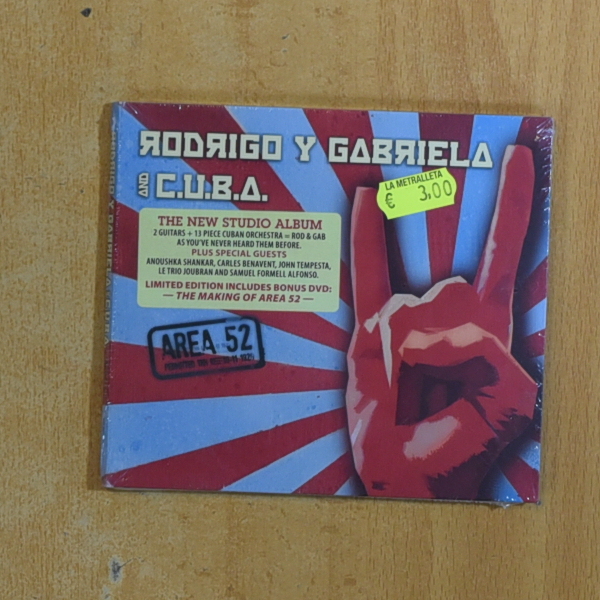 RODRIGO Y GABRIELA
AND C.U.B.A.
LA METRALLETA
€ 3,00
THE NEW STUDIO ALBUM
2 GUITARS + 13 PIECE CUBAN ORCHESTRA = ROD & GAB
AS YOU'VE NEVER HEARD THEM BEFORE.
PLUS SPECIAL GUESTS
ANOUSHKA SHANKAR, CARLES BENAVENT, JOHN TEMPESTA,
LE TRIO JOUBRAN AND SAMUEL FORMELL ALFONSO.
LIMITED EDITION INCLUDES BONUS DVD:
— THE MAKING OF AREA 52 —
AREA 52
RODRIGO Y GABRIELA